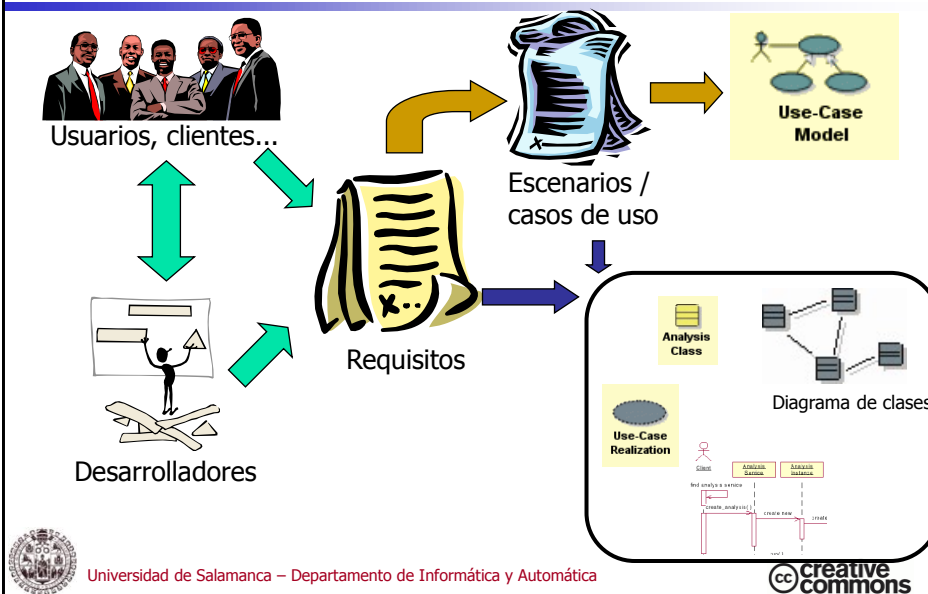 Usuarios, clientes...
Use-Case
Model
Escenarios /
casos de uso
Requisitos
Desarrolladores
Analysis
Class
Diagrama de clases
Use-Case
Realization
Client
Analysis
Service
Analysis
Instance
find analysis service
create_analysis( )
create new
create
Universidad de Salamanca – Departamento de Informática y Automática
cc creative
commons